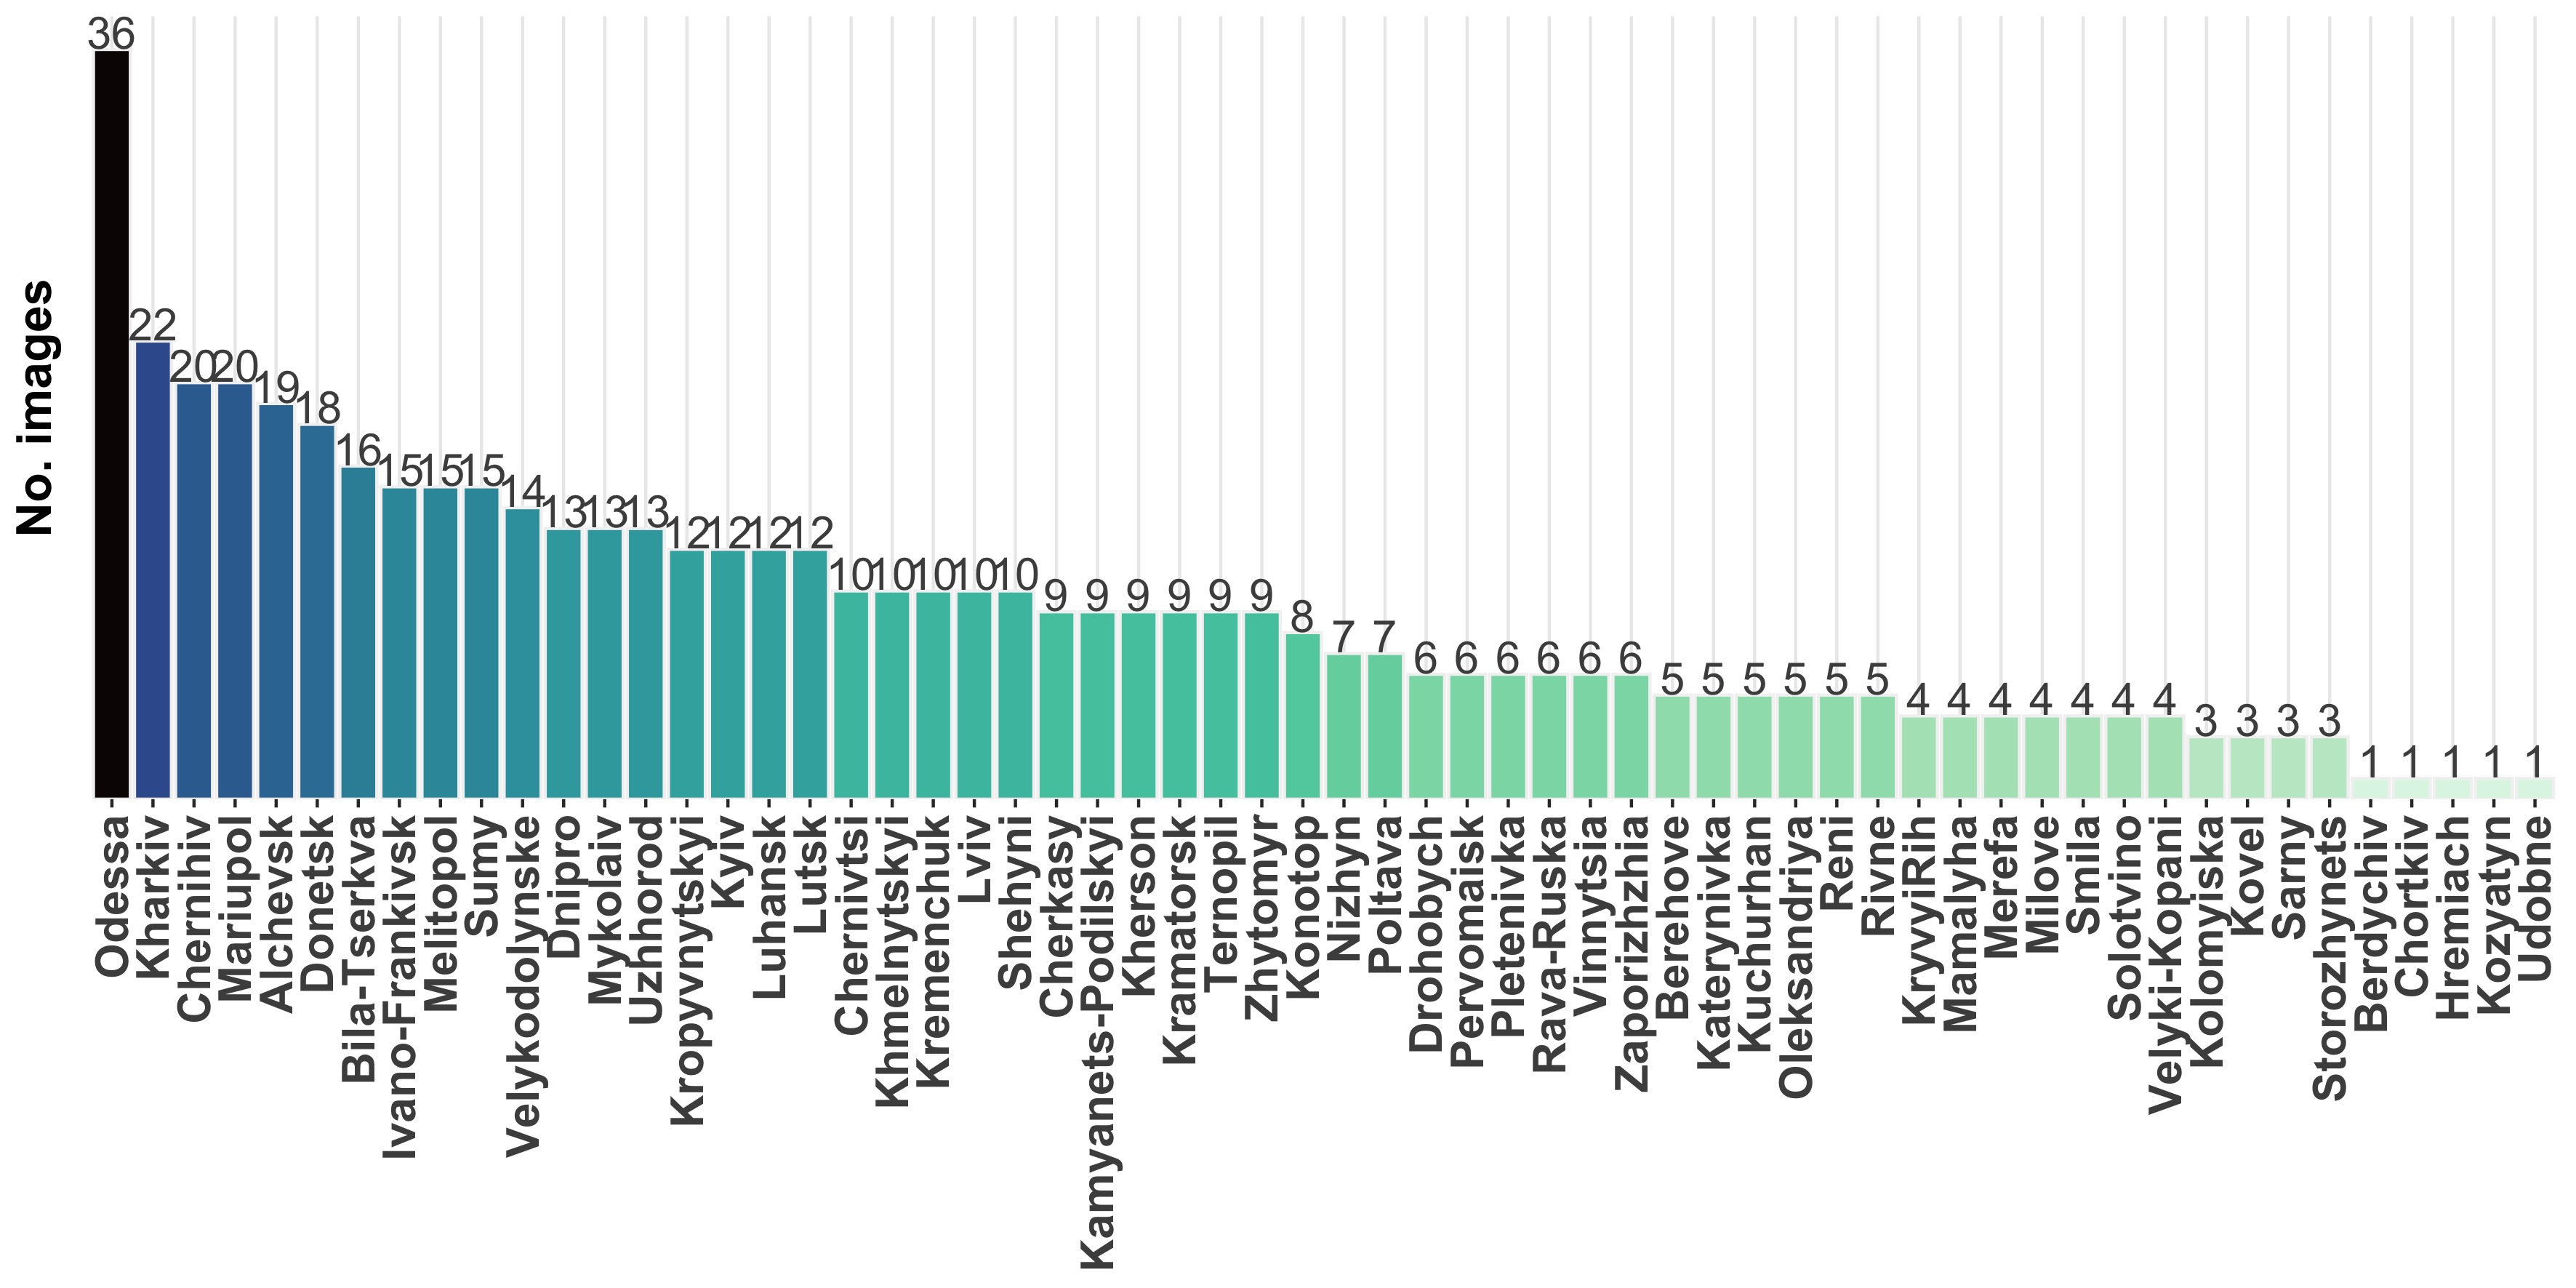 No. images
36
22
20
20
19
18
16
15
15
15
14
13
13
13
12
12
12
12
10
10
10
10
10
9
9
9
9
9
9
8
7
7
6
6
6
6
6
6
5
5
5
5
5
5
4
4
4
4
4
4
4
3
3
3
3
1
1
1
1
1
Odessa
Kharkiv
Chernihiv
Mariupol
Alchevsk
Donetsk
Bila-Tserkva
Ivano-Frankivsk
Melitopol
Sumy
Velykodolynske
Dnipro
Mykolaiv
Uzhhorod
Kropyvnytskyi
Kyiv
Luhansk
Lutsk
Chernivtsi
Khmelnytskyi
Kremenchuk
Lviv
Shehyni
Cherkasy
Kamyanets-Podilskyi
Kherson
Kramatorsk
Ternopil
Zhytomyr
Konotop
Nizhyn
Poltava
Drohobych
Pervomaisk
Pletenivka
Rava-Ruska
Vinnytsia
Zaporizhzhia
Berehove
Katerynivka
Kuchurhan
Oleksandriya
Reni
Rivne
KryvyiRih
Mamalyha
Merefa
Milove
Smila
Solotvino
Velyki-Kopani
Kolomyiska
Kovel
Sarny
Storozhynets
Berdychiv
Chortkiv
Hremiach
Kozyatyn
Udobne